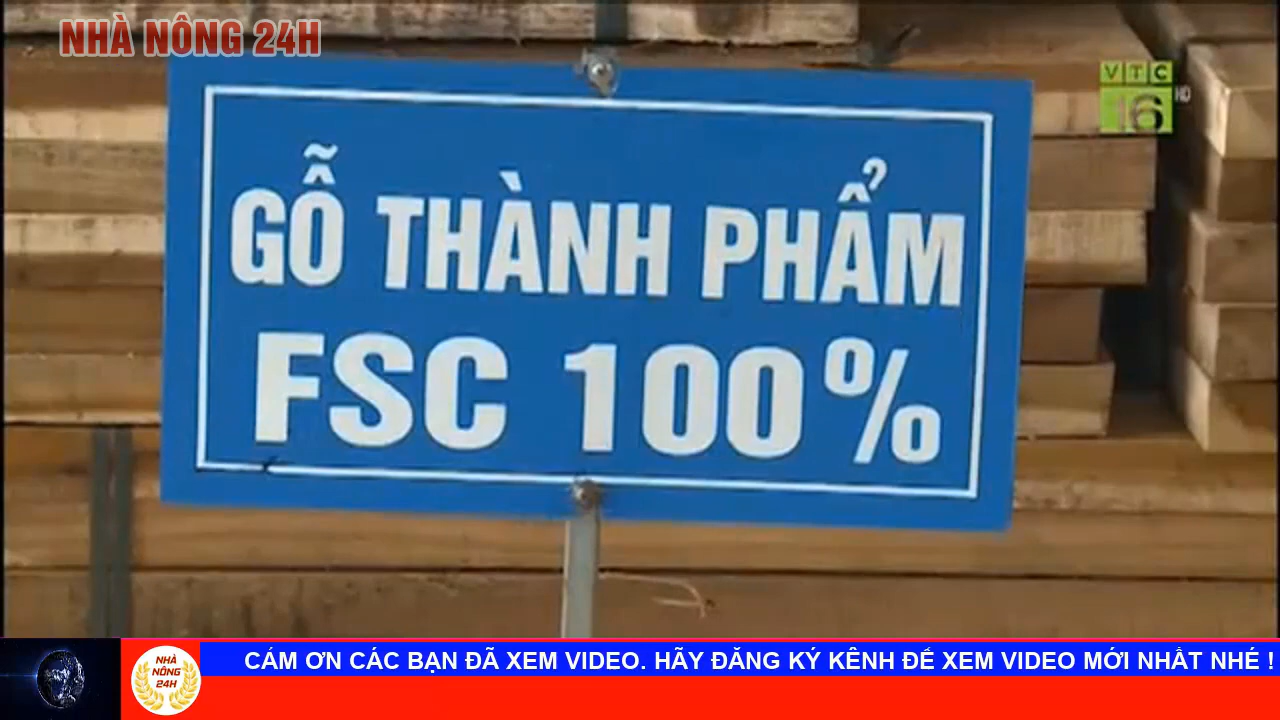 NHÀ NÔNG 24H
VTC
16
HD
GỖ THÀNH PHẨM
FSC 100%
NHÀ
NÔNG
24H
CÁM ƠN CÁC BẠN ĐÃ XEM VIDEO. HÃY ĐĂNG KÝ KÊNH ĐỂ XEM VIDEO MỚI NHẤT NHÉ !